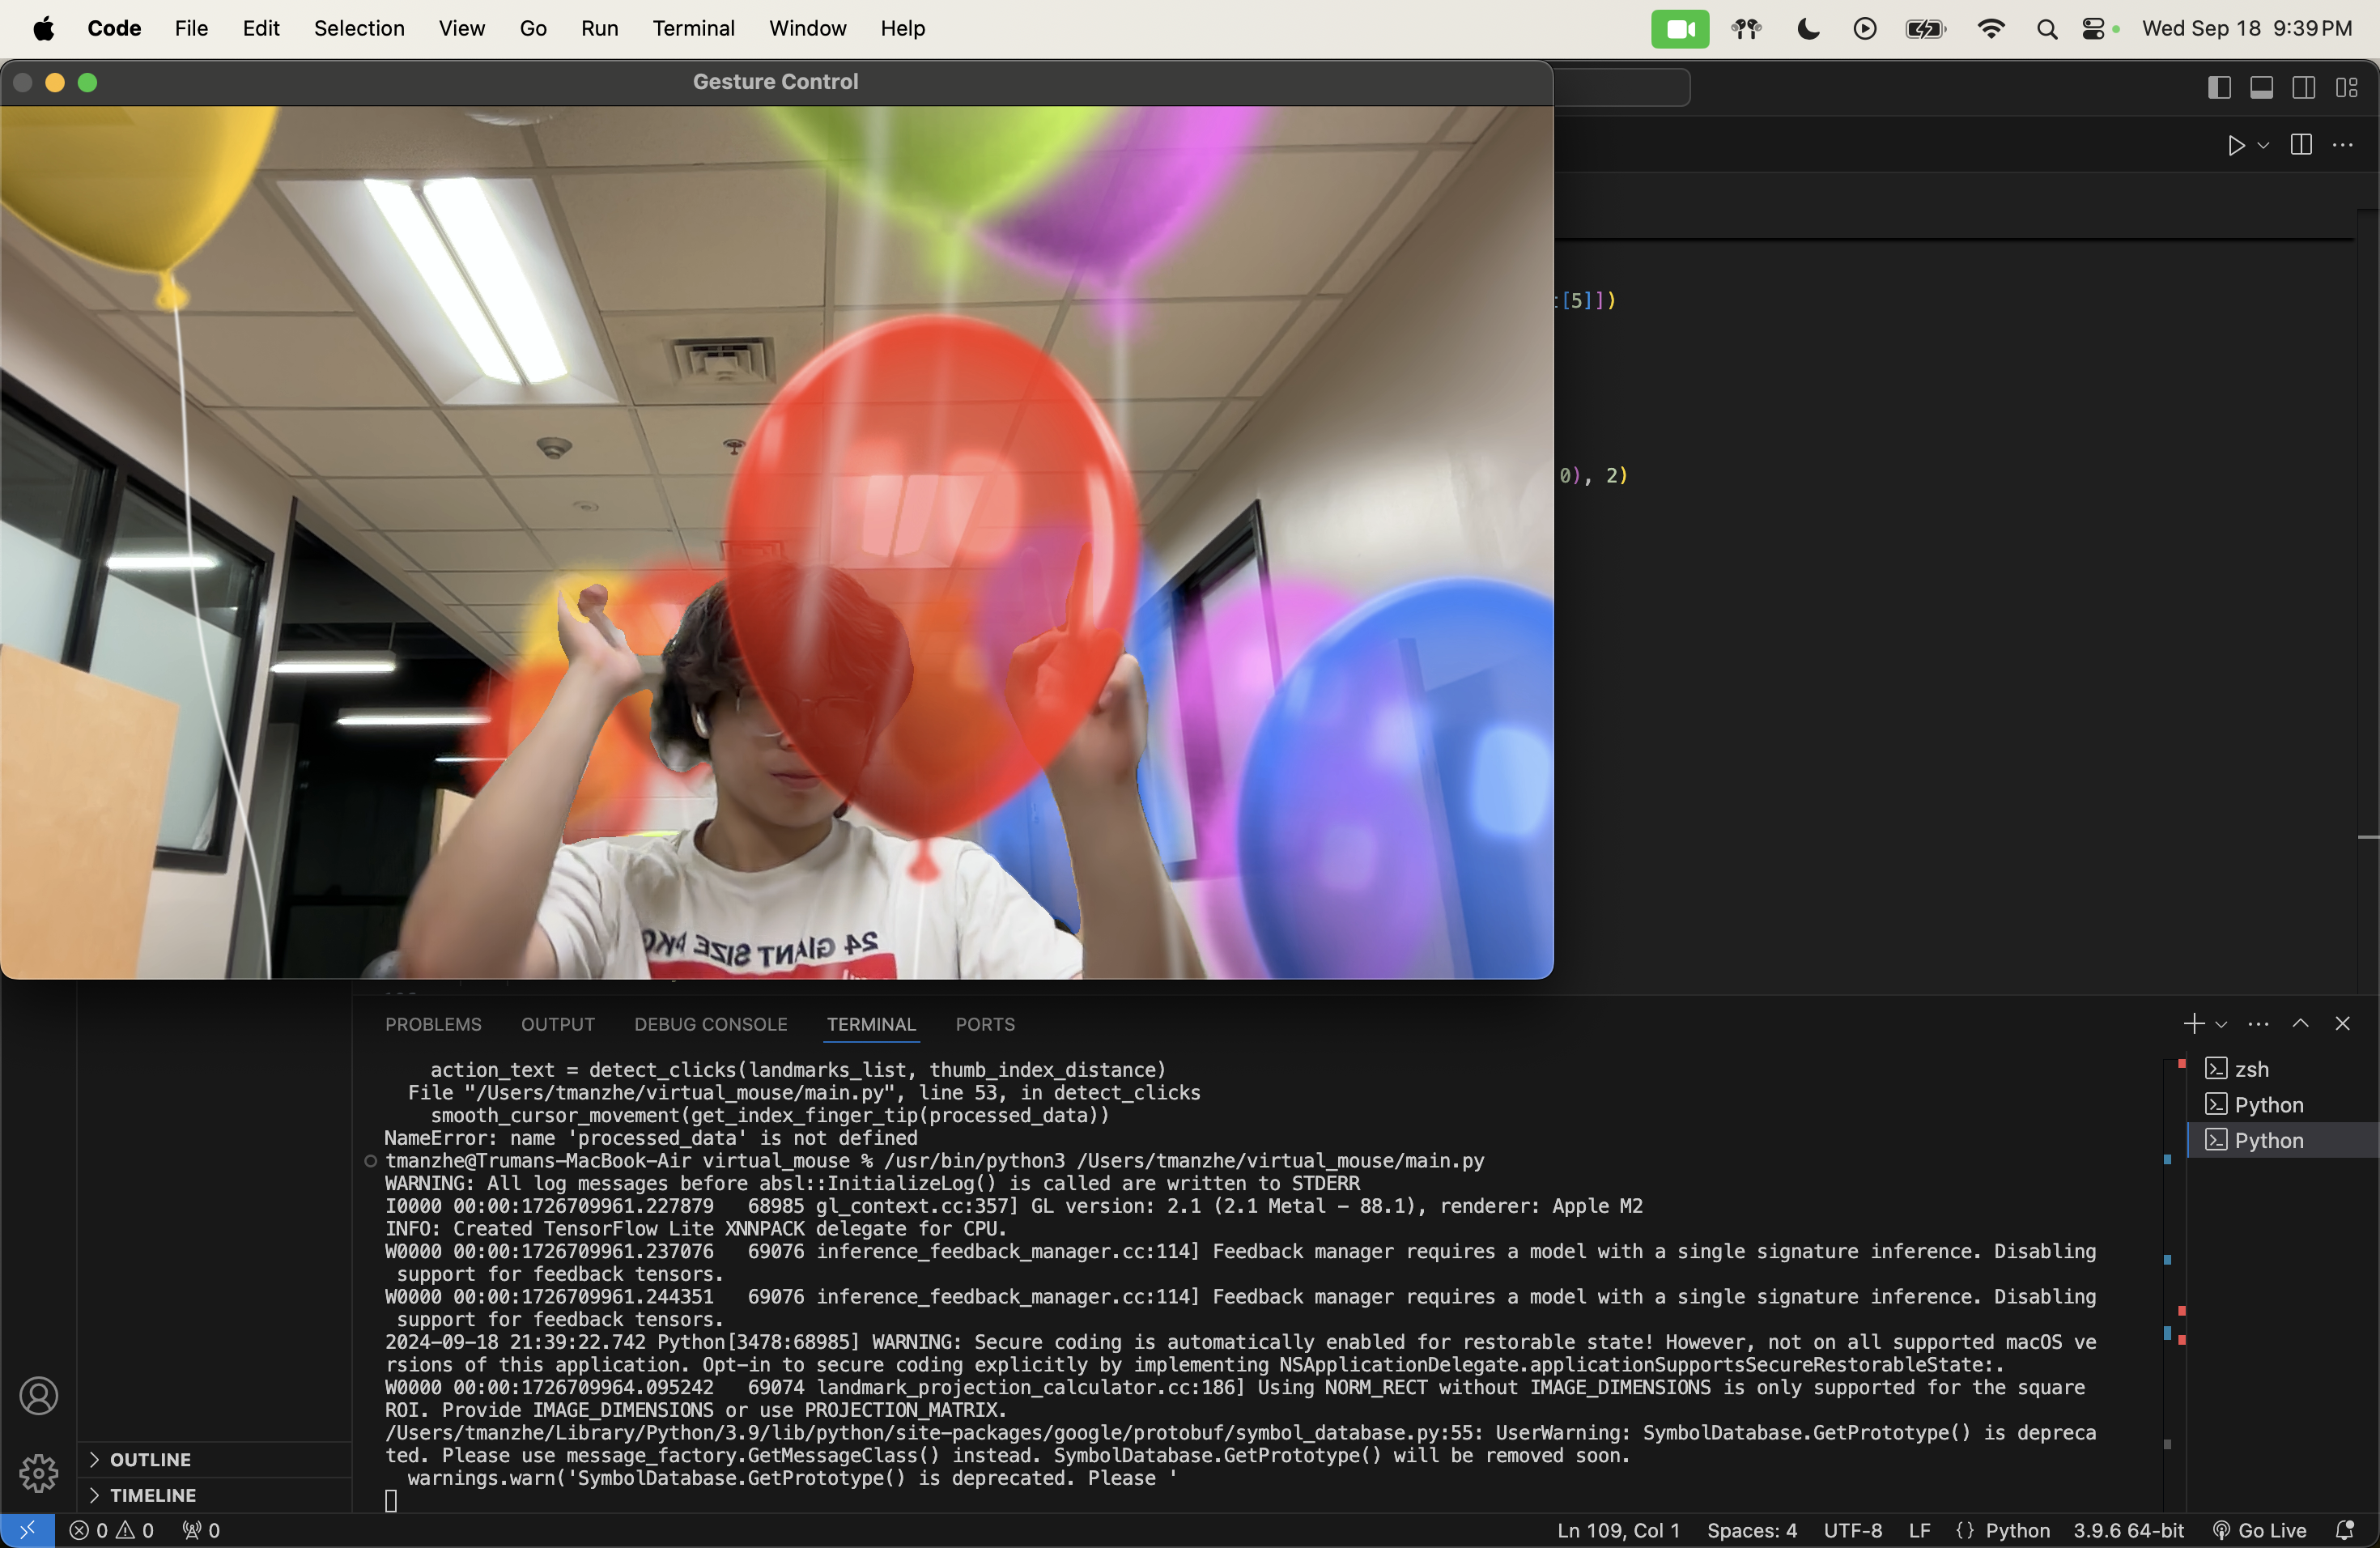 Code File Edit Selection View Go Run Terminal Window Help Wed Sep 18 9:39 PM
Gesture Control
[5]])
0), 2)
24 GIANT SIZE PKG
PROBLEMS OUTPUT DEBUG CONSOLE TERMINAL PORTS
action_text = detect_clicks(landmarks_list, thumb_index_distance)
File "/Users/tmanzhe/virtual_mouse/main.py", line 53, in detect_clicks
smooth_cursor_movement(get_index_finger_tip(processed_data))
NameError: name 'processed_data' is not defined
tmanzhe@Trumans-MacBook-Air virtual_mouse % /usr/bin/python3 /Users/tmanzhe/virtual_mouse/main.py
WARNING: All log messages before absl::InitializeLog() is called are written to STDERR
I0000 00:00:1726709961.227879 68985 gl_context.cc:357] GL version: 2.1 (2.1 Metal - 88.1), renderer: Apple M2
INFO: Created TensorFlow Lite XNNPACK delegate for CPU.
W0000 00:00:1726709961.237076 69076 inference_feedback_manager.cc:114] Feedback manager requires a model with a single signature inference. Disabling
support for feedback tensors.
W0000 00:00:1726709961.244351 69076 inference_feedback_manager.cc:114] Feedback manager requires a model with a single signature inference. Disabling
support for feedback tensors.
2024-09-18 21:39:22.742 Python[3478:68985] WARNING: Secure coding is automatically enabled for restorable state! However, not on all supported macOS ve
rsions of this application. Opt-in to secure coding explicitly by implementing NSApplicationDelegate.applicationSupportsSecureRestorableState:.
W0000 00:00:1726709964.095242 69074 landmark_projection_calculator.cc:186] Using NORM_RECT without IMAGE_DIMENSIONS is only supported for the square
ROI. Provide IMAGE_DIMENSIONS or use PROJECTION_MATRIX.
/Users/tmanzhe/Library/Python/3.9/lib/python/site-packages/google/protobuf/symbol_database.py:55: UserWarning: SymbolDatabase.GetPrototype() is depreca
ted. Please use message_factory.GetMessageClass() instead. SymbolDatabase.GetPrototype() will be removed soon.
warnings.warn('SymbolDatabase.GetPrototype() is deprecated. Please '
zsh
Python
Python
OUTLINE
TIMELINE
0 0 0 Ln 109, Col 1 Spaces: 4 UTF-8 LF {} Python 3.9.6 64-bit Go Live